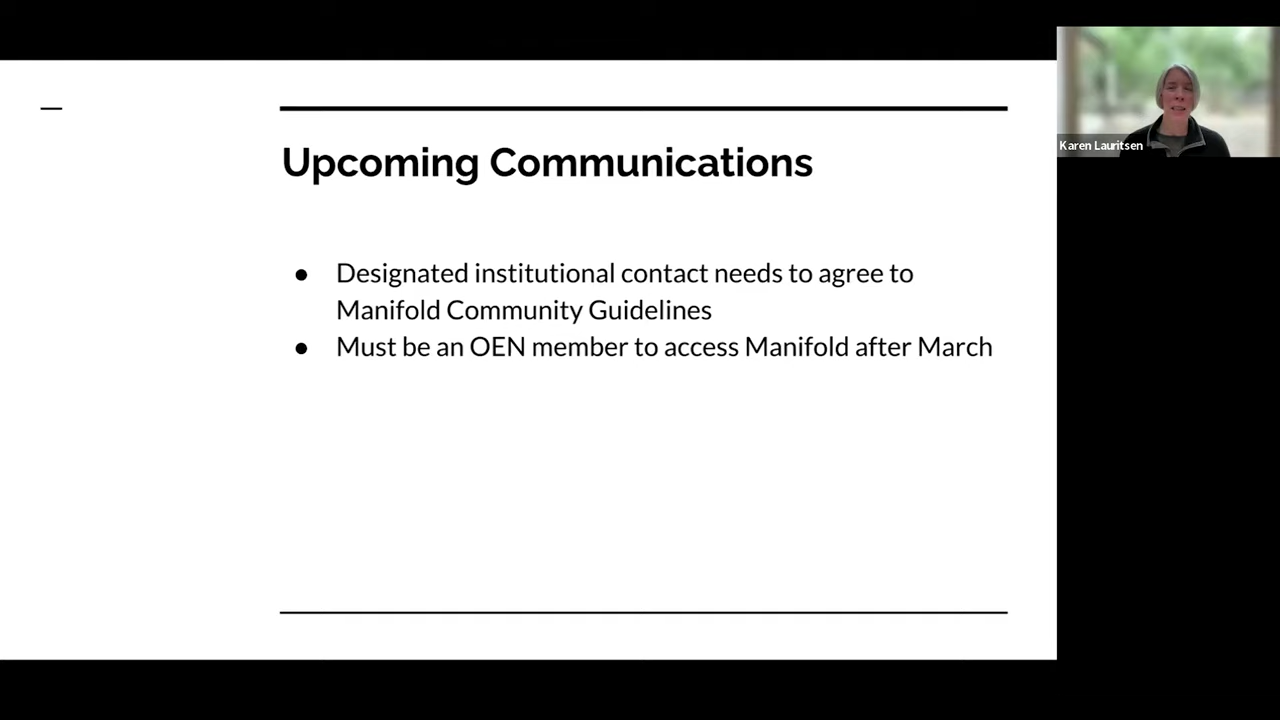 Upcoming Communications
● Designated institutional contact needs to agree to
Manifold Community Guidelines
● Must be an OEN member to access Manifold after March
Karen Lauritsen